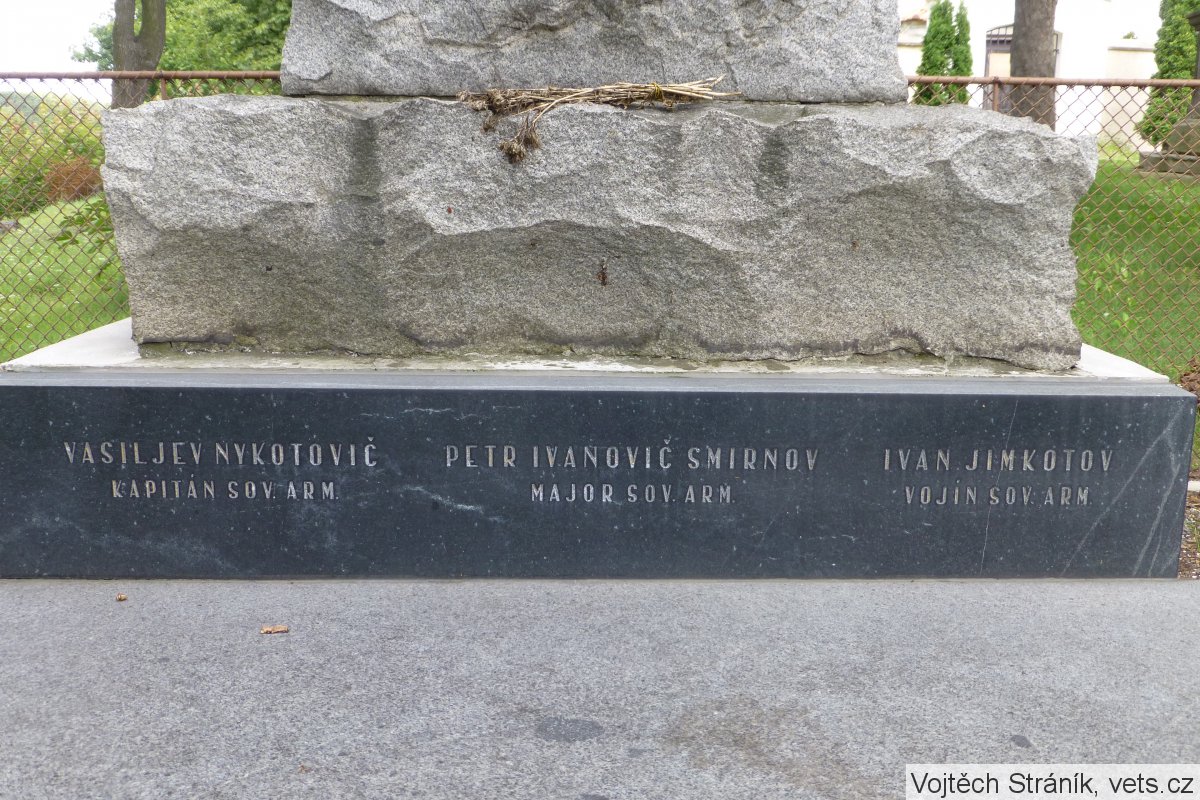 VASILJEV NYKOTOVIČ
KAPITÁN SOV. ARM.
PETR IVANOVIČ SMIRNOV
MAJOR SOV. ARM.
IVAN JIMKOTOV
VOJÍN SOV. ARM.
Vojtěch Stráník, vets.cz